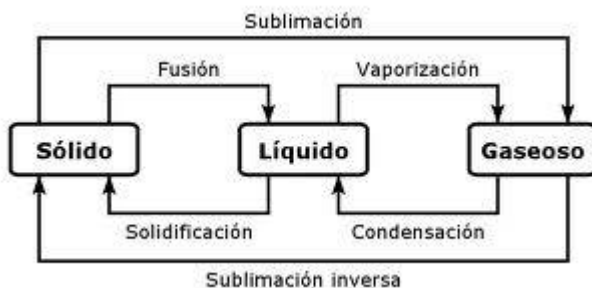 Sublimación
Fusión
Vaporización
Sólido
Líquido
Gaseoso
Solidificación
Condensación
Sublimación inversa